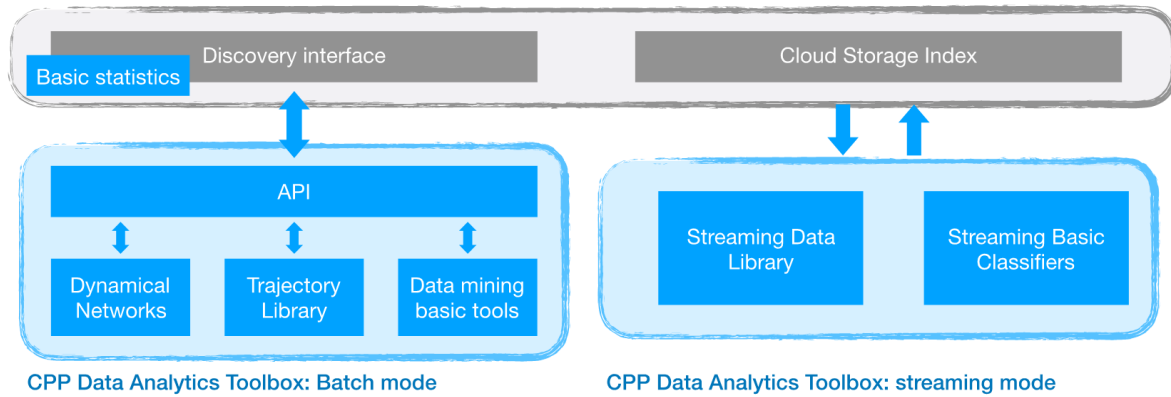 Discovery interface
Basic statistics
Cloud Storage Index
API
Dynamical
Networks
Trajectory
Library
Data mining
basic tools
CPP Data Analytics Toolbox: Batch mode
Streaming Data
Library
Streaming Basic
Classifiers
CPP Data Analytics Toolbox: streaming mode